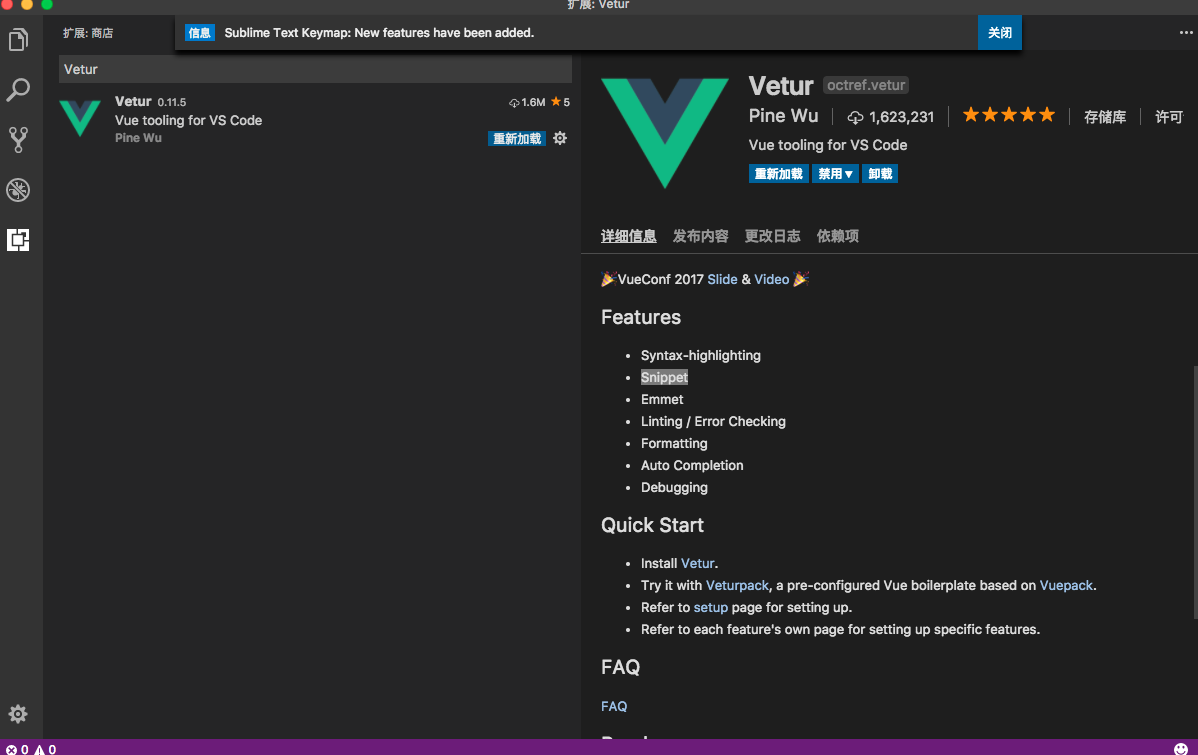 扩展: Vetur
扩展: 商店
信息 Sublime Text Keymap: New features have been added. 关闭
Vetur
Vetur 0.11.5 1.6M 5
Vue tooling for VS Code
Pine Wu 重新加载
Vetur octref.vetur
Pine Wu 1,623,231 存储库 许可
Vue tooling for VS Code
重新加载 禁用▼ 卸载
详细信息 发布内容 更改日志 依赖项
🎉VueConf 2017 Slide & Video 🎉
Features
• Syntax-highlighting
• Snippet
• Emmet
• Linting / Error Checking
• Formatting
• Auto Completion
• Debugging
Quick Start
• Install Vetur.
• Try it with Veturpack, a pre-configured Vue boilerplate based on Vuepack.
• Refer to setup page for setting up.
• Refer to each feature's own page for setting up specific features.
FAQ
FAQ
0 0